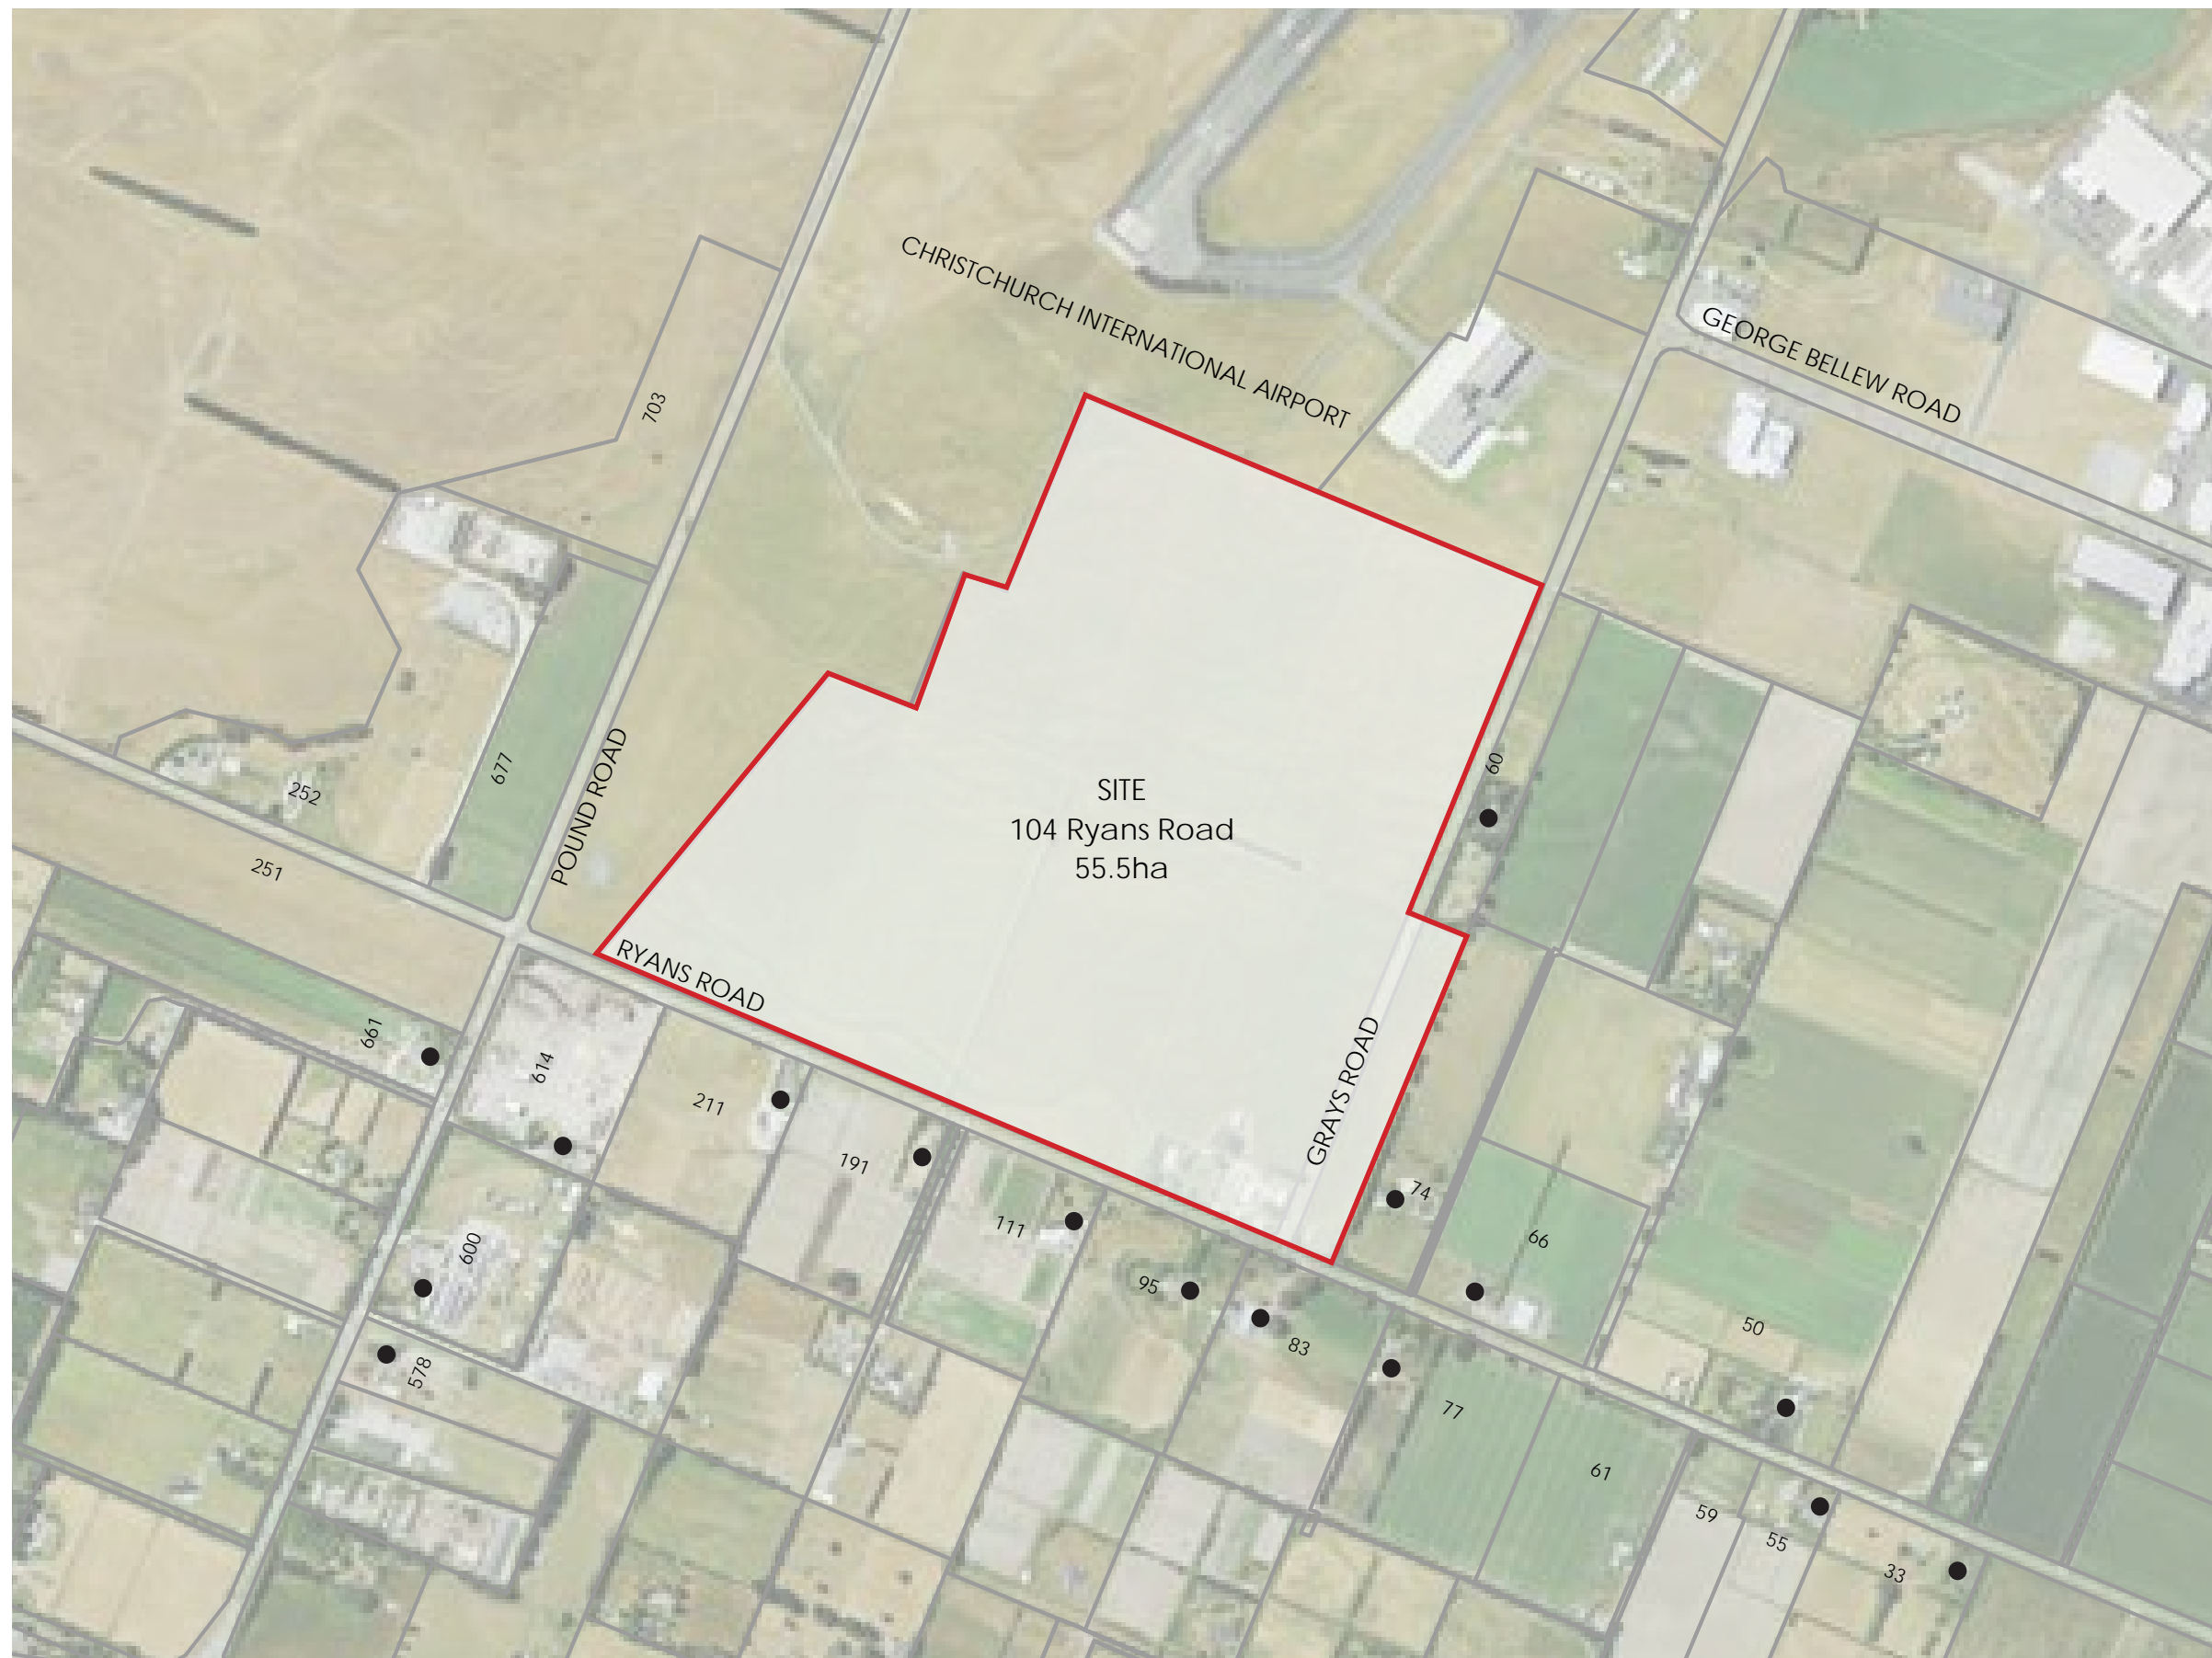 CHRISTCHURCH INTERNATIONAL AIRPORT
GEORGE BELLEW ROAD
703
677
POUND ROAD
252
251
60
SITE
104 Ryans Road
55.5ha
RYANS ROAD
GRAYS ROAD
661
614
211
191
111
74
66
600
95
83
50
578
77
61
59
55
33